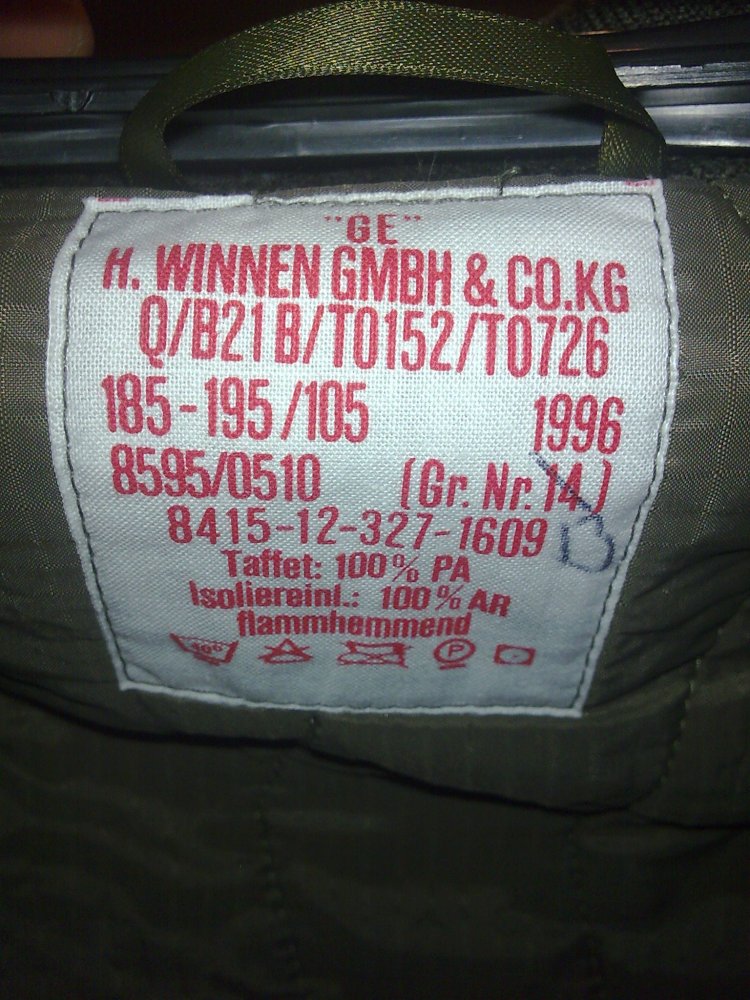 "GE"
H. WINNEN GMBH & CO.KG
Q/B21B/T0152/T0726
185-195/105 1996
8595/0510 (Gr. Nr. 14)
8415-12-327-1609
Taffet: 100% PA
Isoliereinl.: 100% AR
flammhemmend
40° P